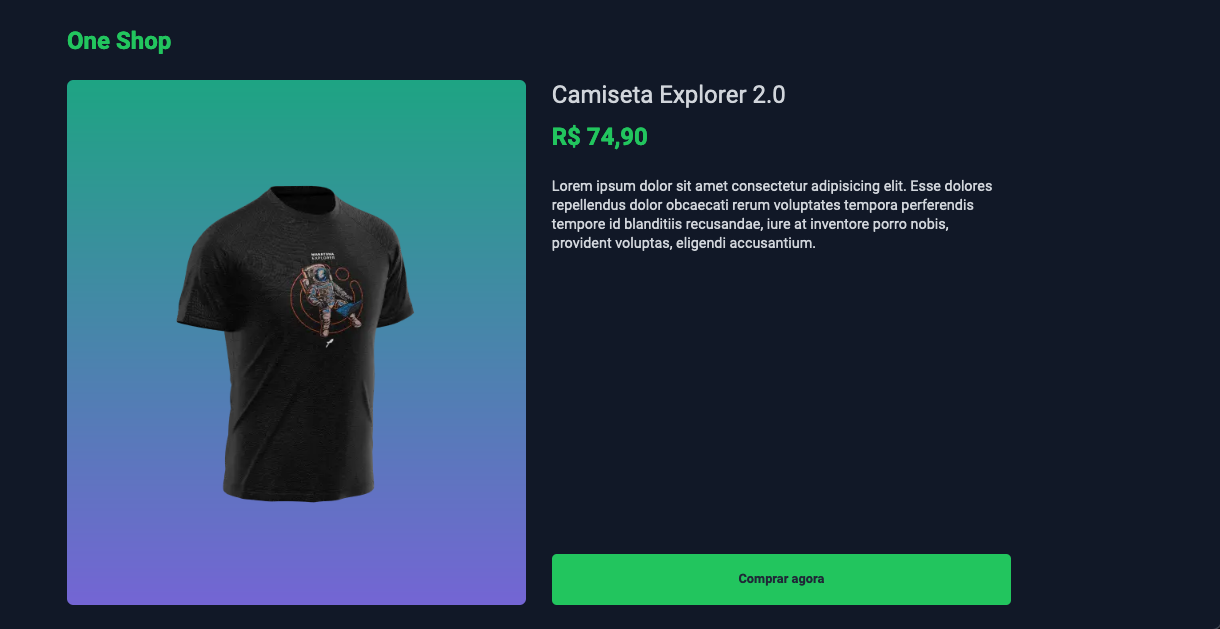 One Shop
Camiseta Explorer 2.0
R$ 74,90
Lorem ipsum dolor sit amet consectetur adipisicing elit. Esse dolores
repellendus dolor obcaecati rerum voluptates tempora perferendis
tempore id blanditiis recusandae, iure at inventore porro nobis,
provident voluptas, eligendi accusantium.
EXPLORER
Comprar agora